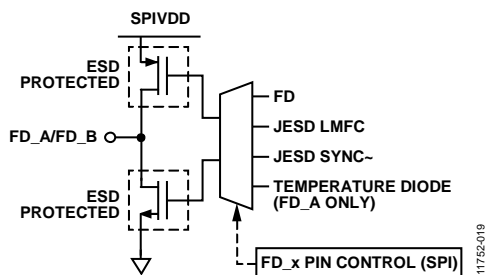 SPIVDD
ESD
PROTECTED
FD
JESD LMFC
FD_A/FD_B
JESD SYNC~
TEMPERATURE DIODE
(FD_A ONLY)
ESD
PROTECTED
FD_x PIN CONTROL (SPI)
11752-019